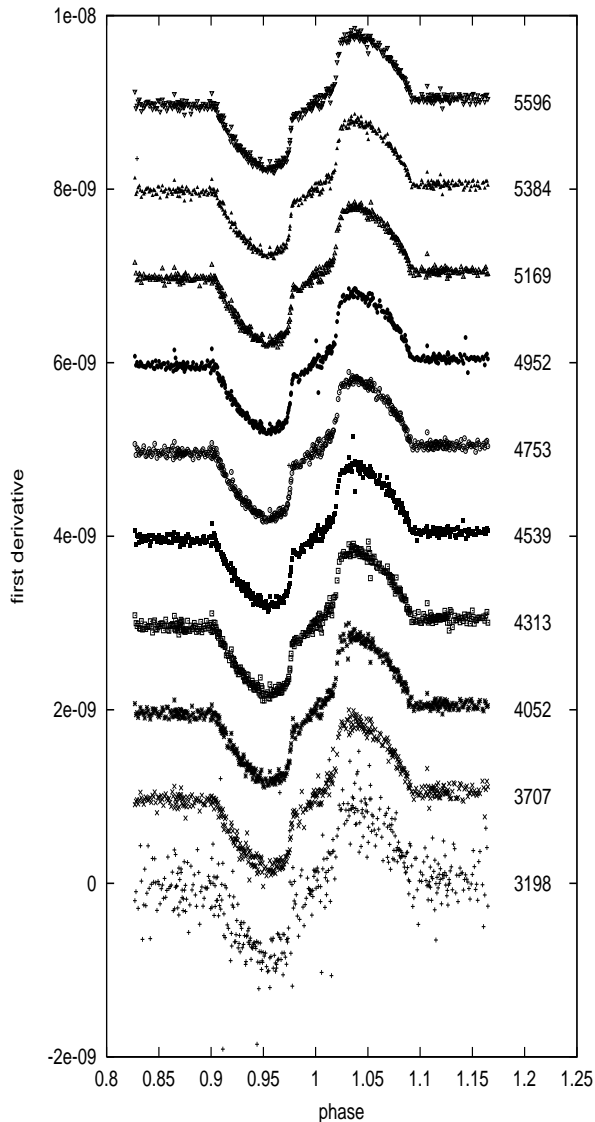 1e-08
8e-09
6e-09
4e-09
2e-09
0
-2e-09
first derivative
5596
5384
5169
4952
4753
4539
4313
4052
3707
3198
0.8 0.85 0.9 0.95 1 1.05 1.1 1.15 1.2 1.25
phase